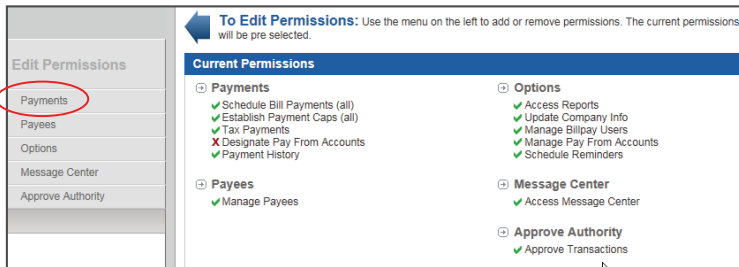 To Edit Permissions: Use the menu on the left to add or remove permissions. The current permissions
will be pre selected.
Edit Permissions
Payments
Payees
Options
Message Center
Approve Authority
Current Permissions
Payments
Schedule Bill Payments (all)
Establish Payment Caps (all)
Tax Payments
X Designate Pay From Accounts
Payment History
Payees
Manage Payees
Options
Access Reports
Update Company Info
Manage Billpay Users
Manage Pay From Accounts
Schedule Reminders
Message Center
Access Message Center
Approve Authority
Approve Transactions